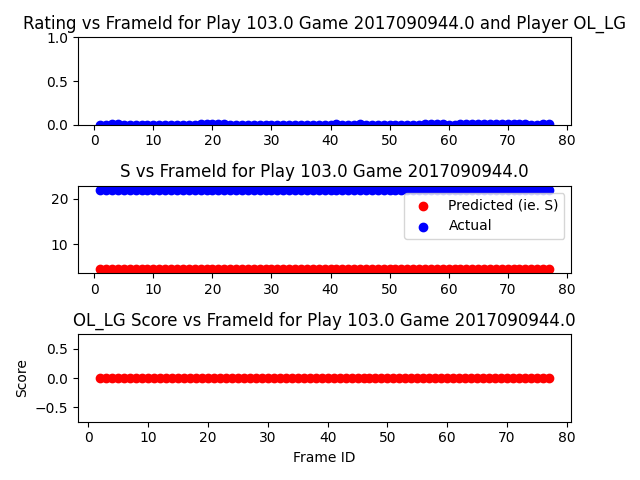 Rating vs FrameId for Play 103.0 Game 2017090944.0 and Player OL_LG
1.0
0.5
0.0
0 10 20 30 40 50 60 70 80
S vs FrameId for Play 103.0 Game 2017090944.0
20
10
Predicted (ie. S)
Actual
0 10 20 30 40 50 60 70 80
OL_LG Score vs FrameId for Play 103.0 Game 2017090944.0
Score
0.5
0.0
−0.5
0 10 20 30 40 50 60 70 80
Frame ID